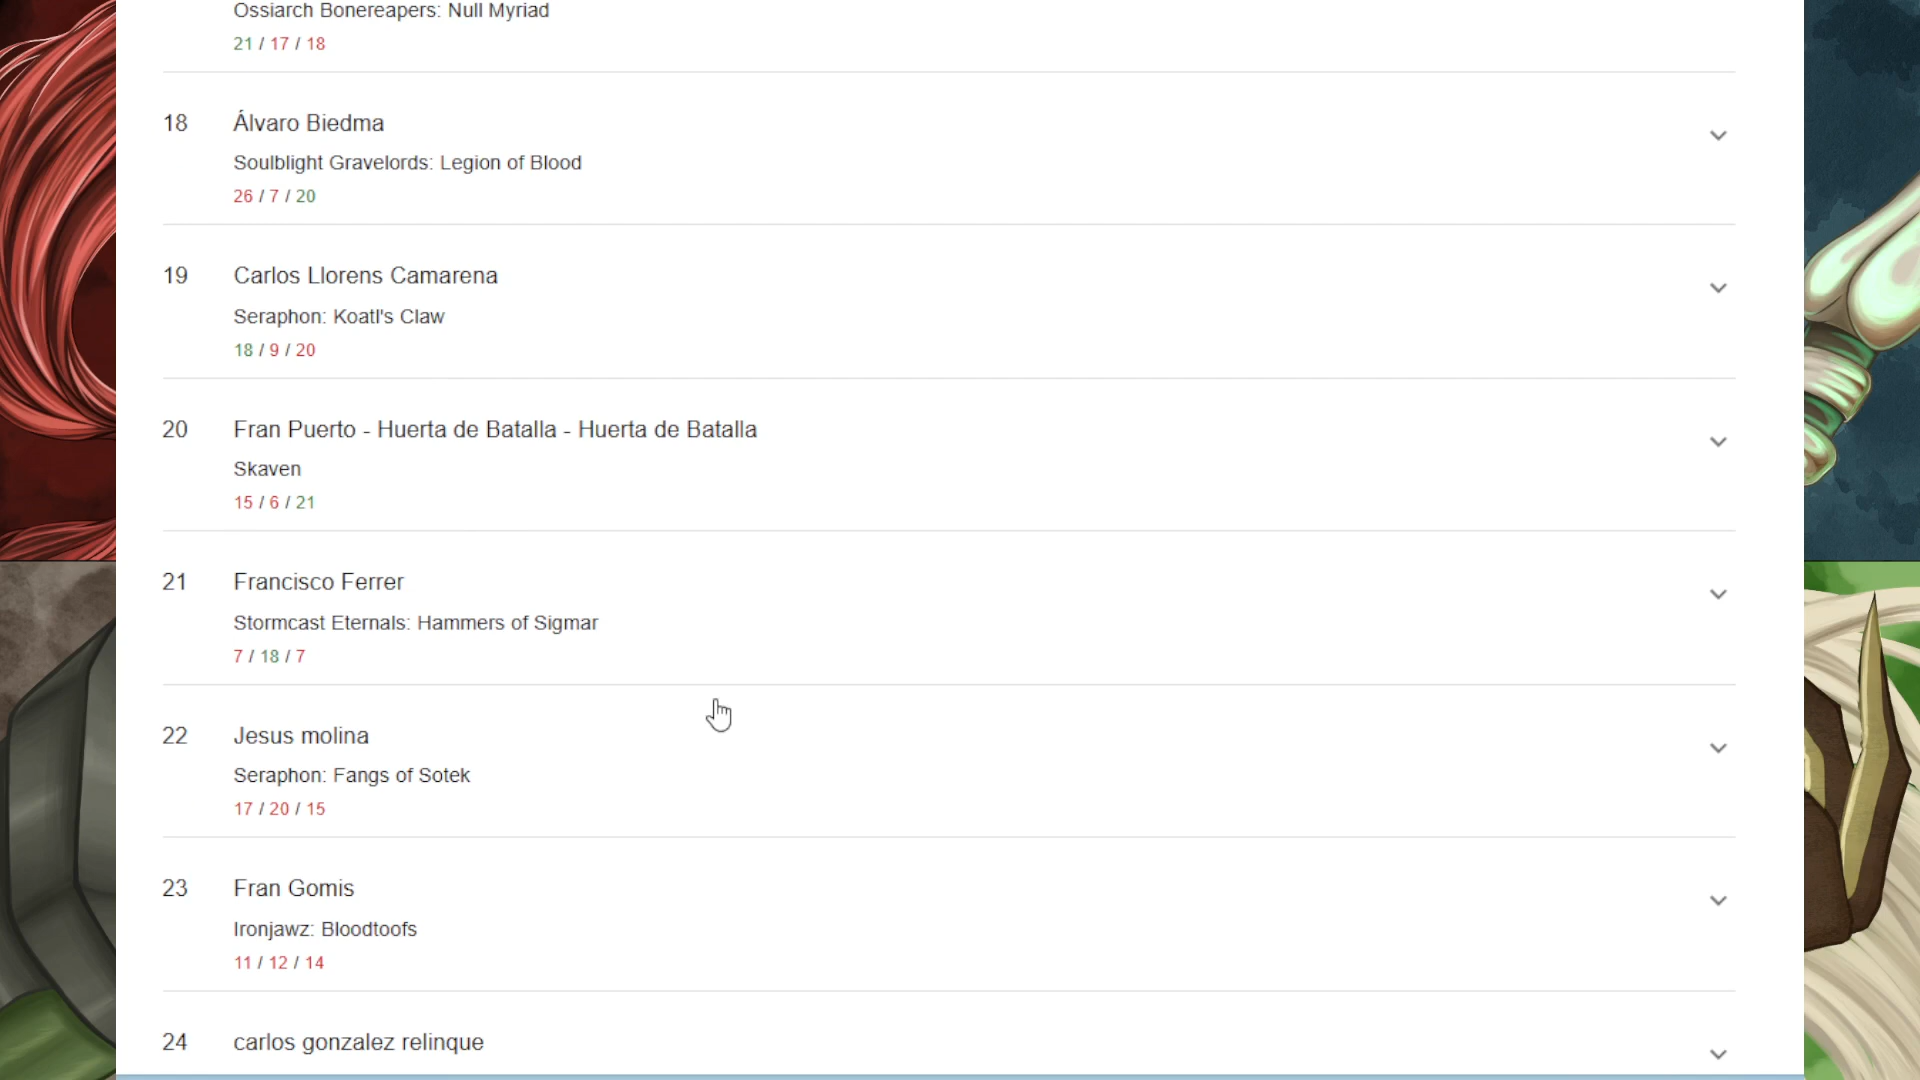 Ossiarch Bonereapers: Null Myriad
21 / 17 / 18
18 Álvaro Biedma
Soulblight Gravelords: Legion of Blood
26 / 7 / 20
19 Carlos Llorens Camarena
Seraphon: Koatl's Claw
18 / 9 / 20
20 Fran Puerto - Huerta de Batalla - Huerta de Batalla
Skaven
15 / 6 / 21
21 Francisco Ferrer
Stormcast Eternals: Hammers of Sigmar
7 / 18 / 7
22 Jesus molina
Seraphon: Fangs of Sotek
17 / 20 / 15
23 Fran Gomis
Ironjawz: Bloodtoofs
11 / 12 / 14
24 carlos gonzalez relinque